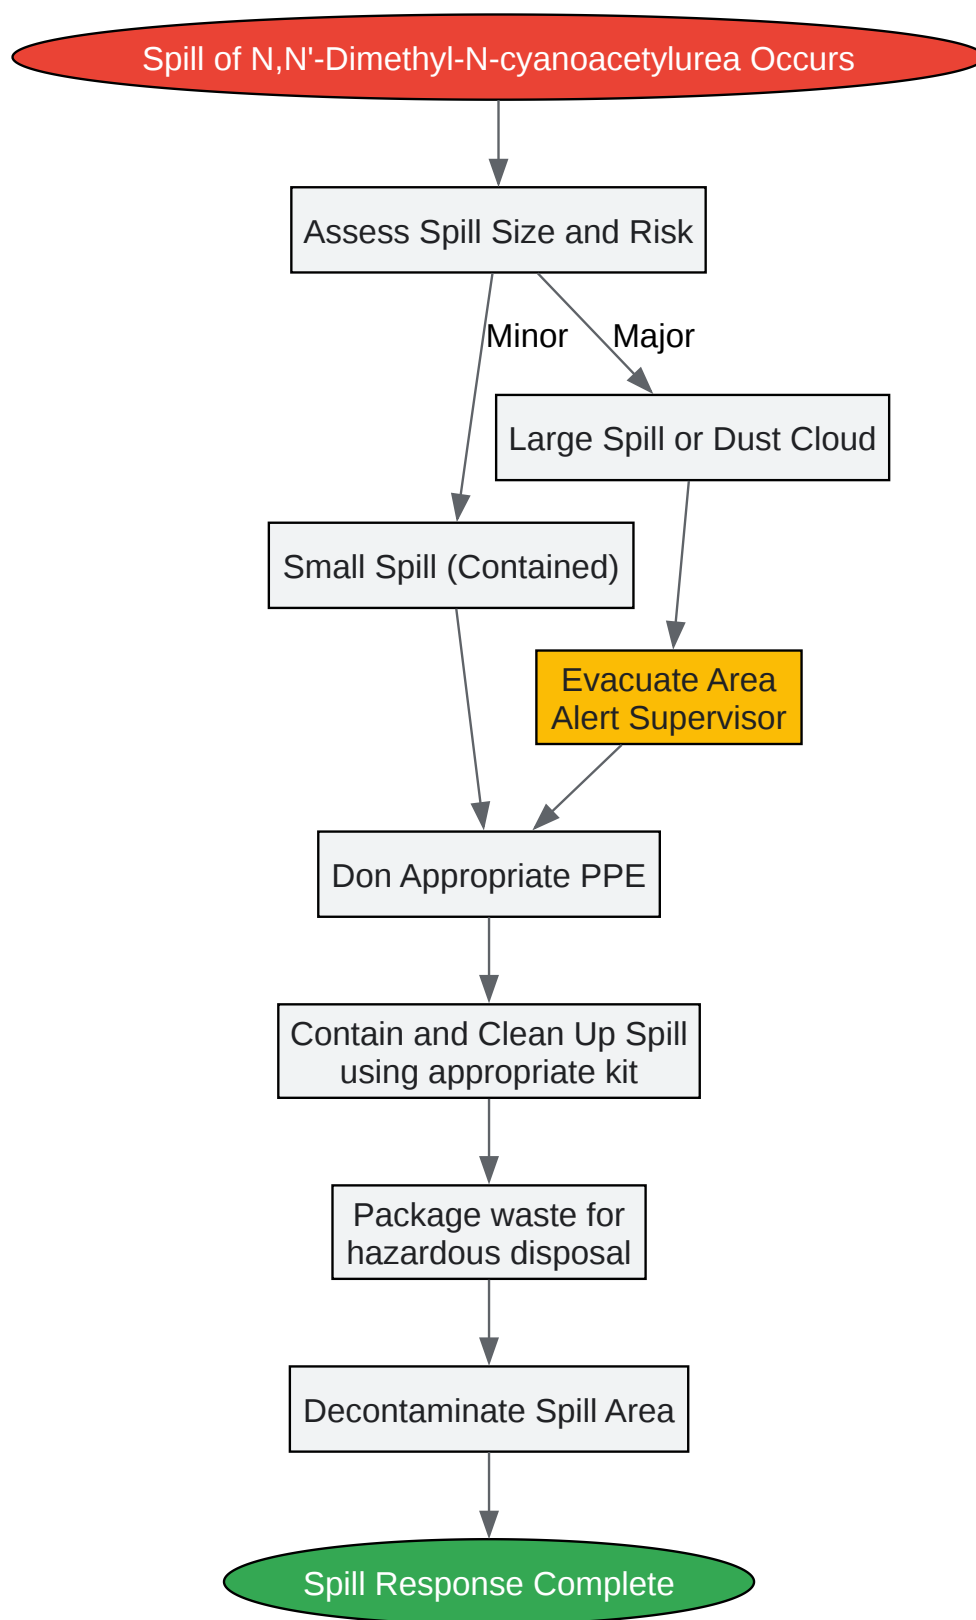 Spill of N,N'-Dimethyl-N-cyanoacetylurea Occurs
Assess Spill Size and Risk
Minor
Major
Large Spill or Dust Cloud
Small Spill (Contained)
Evacuate Area
Alert Supervisor
Don Appropriate PPE
Contain and Clean Up Spill
using appropriate kit
Package waste for
hazardous disposal
Decontaminate Spill Area
Spill Response Complete